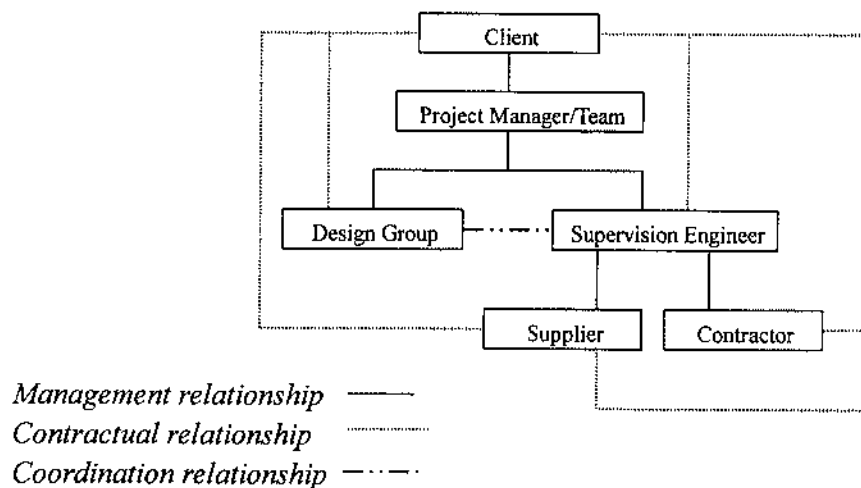 Client
Project Manager/Team
Design Group
Supervision Engineer
Supplier
Contractor
Management relationship
Contractual relationship
Coordination relationship